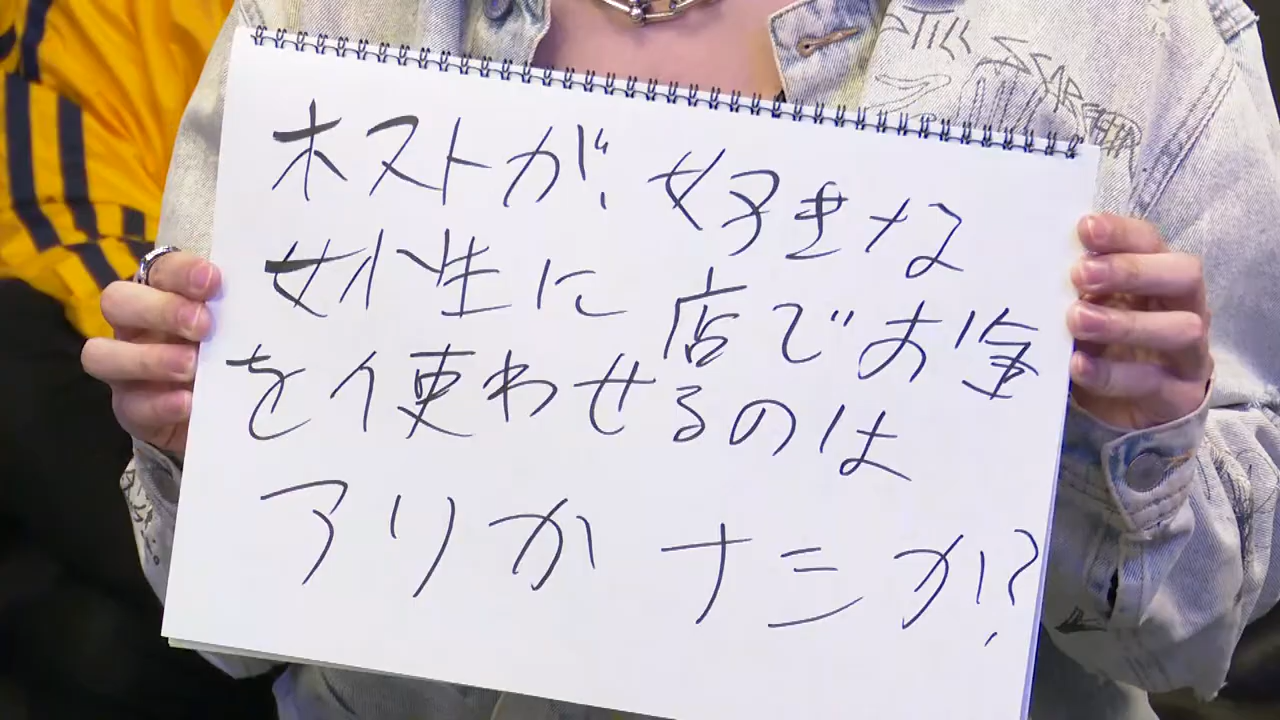 ホストが、好きな
女性に店でお金
を使わせるのは
アリかナシか!?